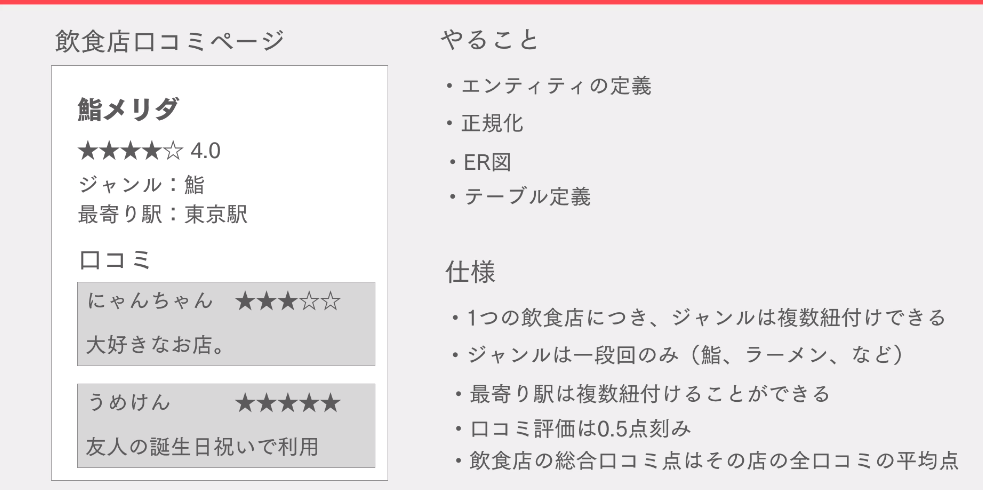 飲食店口コミページ
鮨メリダ
★★★★☆ 4.0
ジャンル：鮨
最寄り駅：東京駅
口コミ
にゃんちゃん ★★★☆☆
大好きなお店。
うめけん ★★★★★
友人の誕生日祝いで利用
やること
・エンティティの定義
・正規化
・ER図
・テーブル定義
仕様
・1つの飲食店につき、ジャンルは複数紐付けできる
・ジャンルは一段回のみ（鮨、ラーメン、など）
・最寄り駅は複数紐付けることができる
・口コミ評価は0.5点刻み
・飲食店の総合口コミ点はその店の全口コミの平均点